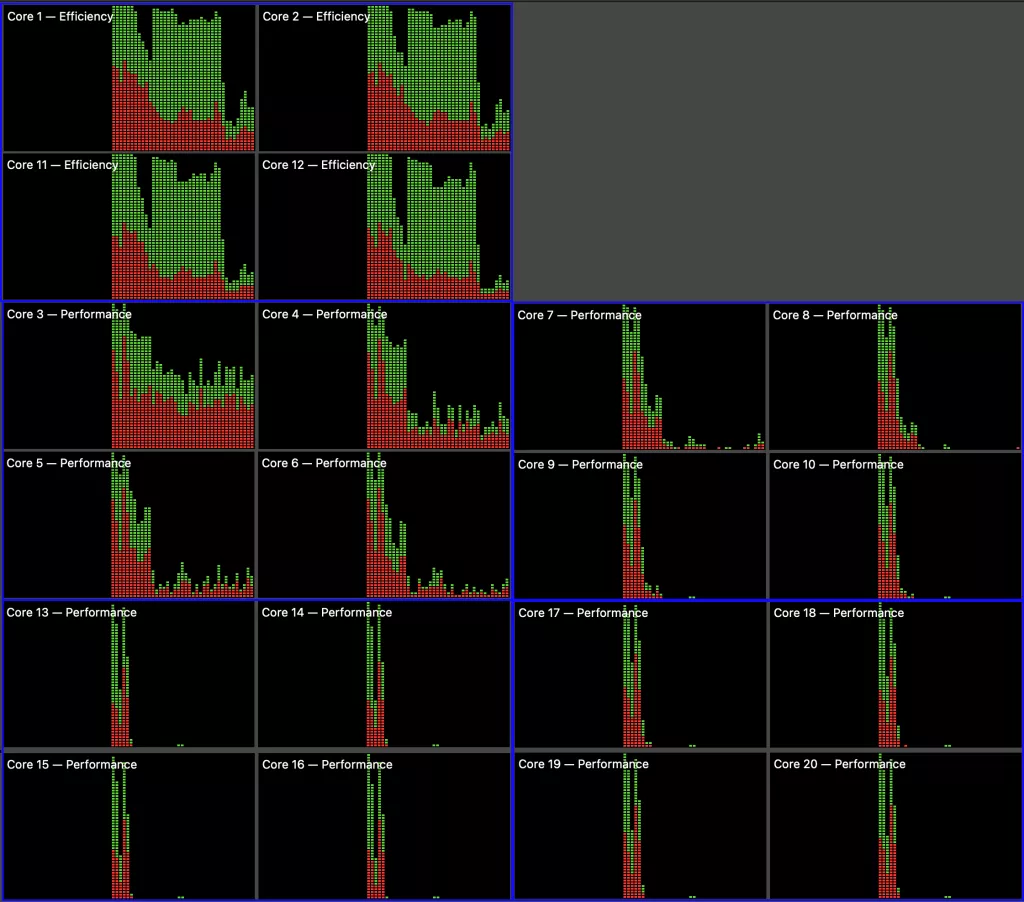 Core 1 — Efficiency
Core 2 — Efficiency
Core 11 — Efficiency
Core 12 — Efficiency
Core 3 — Performance
Core 4 — Performance
Core 7 — Performance
Core 8 — Performance
Core 5 — Performance
Core 6 — Performance
Core 9 — Performance
Core 10 — Performance
Core 13 — Performance
Core 14 — Performance
Core 17 — Performance
Core 18 — Performance
Core 15 — Performance
Core 16 — Performance
Core 19 — Performance
Core 20 — Performance